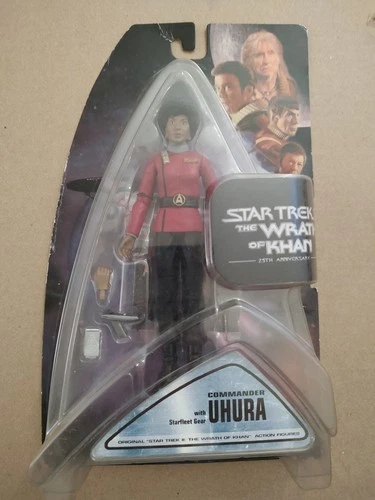 STAR TREK
THE WRATH
OF KHAN
25TH ANNIVERSARY
COMMANDER
with UHURA
Starfleet Gear
ORIGINAL "STAR TREK II: THE WRATH OF KHAN" ACTION FIGURES